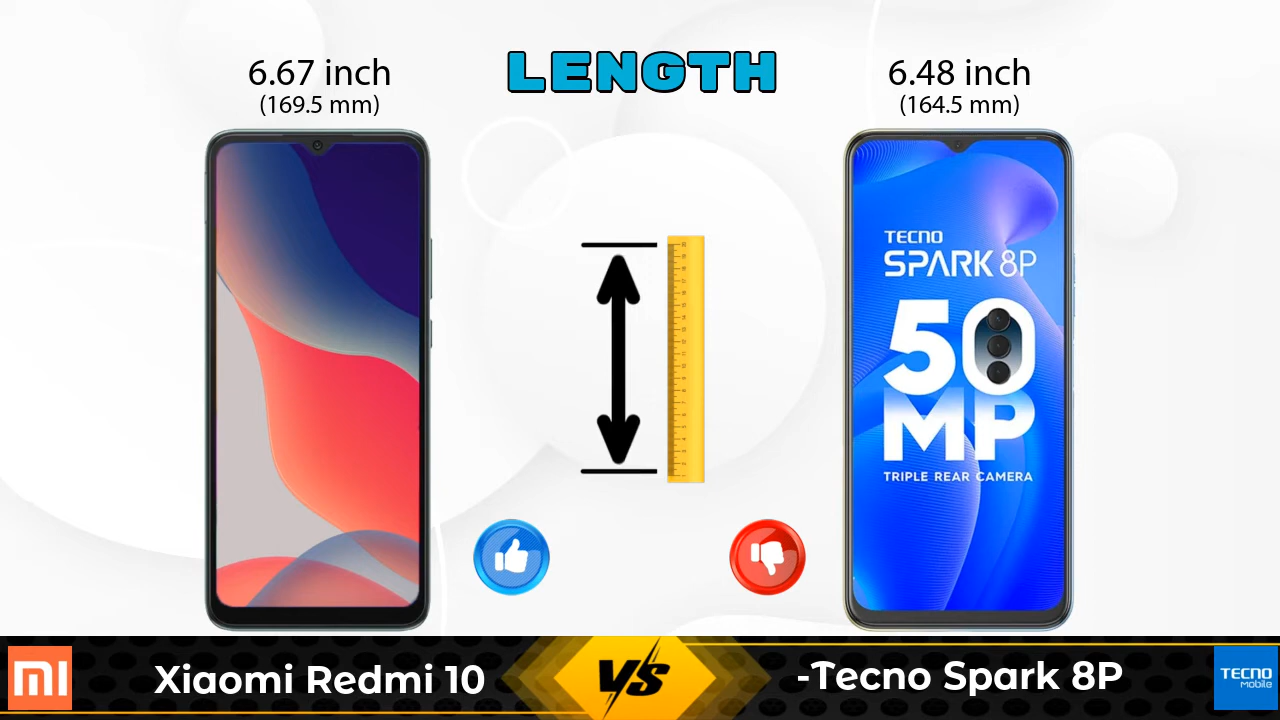 LENGTH
6.67 inch
(169.5 mm)
6.48 inch
(164.5 mm)
TECNO
SPARK 8P
50
MP
TRIPLE REAR CAMERA
MI
Xiaomi Redmi 10
VS
-Tecno Spark 8P
TECNO
mobile